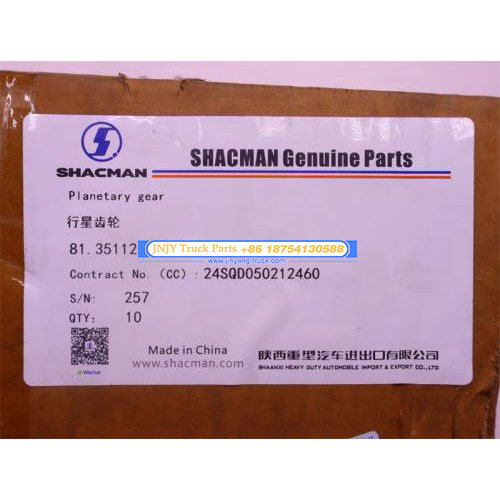 SHACMAN
SHACMAN Genuine Parts
Planetary gear
行星齿轮
81.35112
JNJY Truck Parts +86 18754130588
www.jinyang-truck.com
Contract No. (CC) : 24SQD050212460
S/N: 257
QTY: 10
Wechat
Made in China
www.shacman.com
陕西重型汽车进出口有限公司
SHAANXI HEAVY DUTY AUTOMOBILE IMPORT & EXPORT CO.,LTD